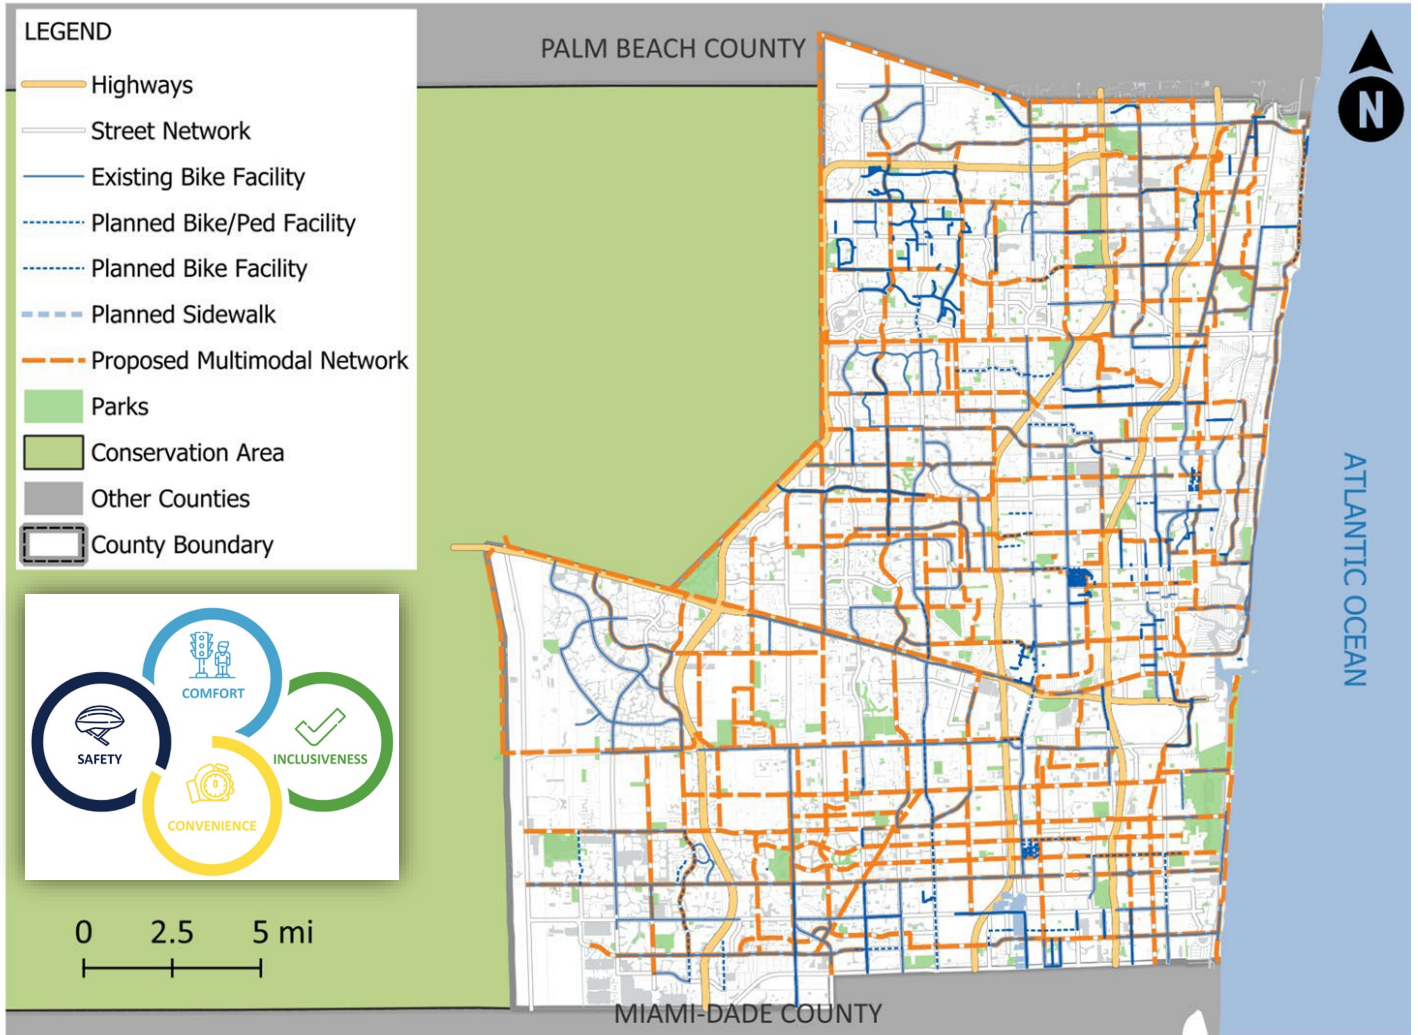 LEGEND
Highways
Street Network
Existing Bike Facility
Planned Bike/Ped Facility
Planned Bike Facility
Planned Sidewalk
Proposed Multimodal Network
Parks
Conservation Area
Other Counties
County Boundary
PALM BEACH COUNTY
N
ATLANTIC OCEAN
COMFORT
SAFETY
INCLUSIVENESS
CONVENIENCE
0 2.5 5 mi
MIAMI-DADE COUNTY